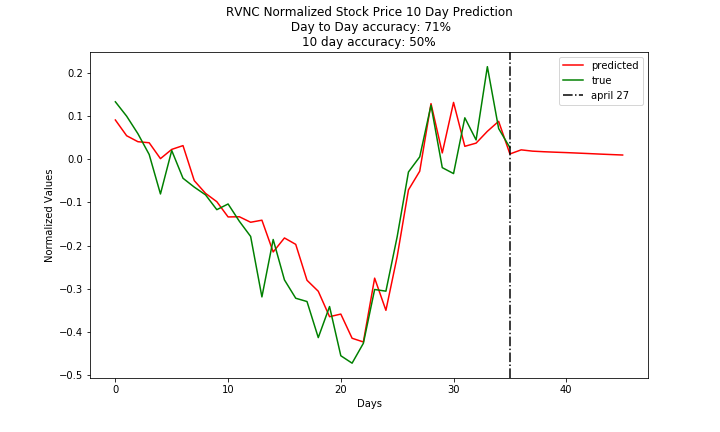 RVNC Normalized Stock Price 10 Day Prediction
Day to Day accuracy: 71%
10 day accuracy: 50%
predicted
true
april 27
0.2
0.1
0.0
−0.1
−0.2
−0.3
−0.4
−0.5
Normalized Values
0 10 20 30 40
Days